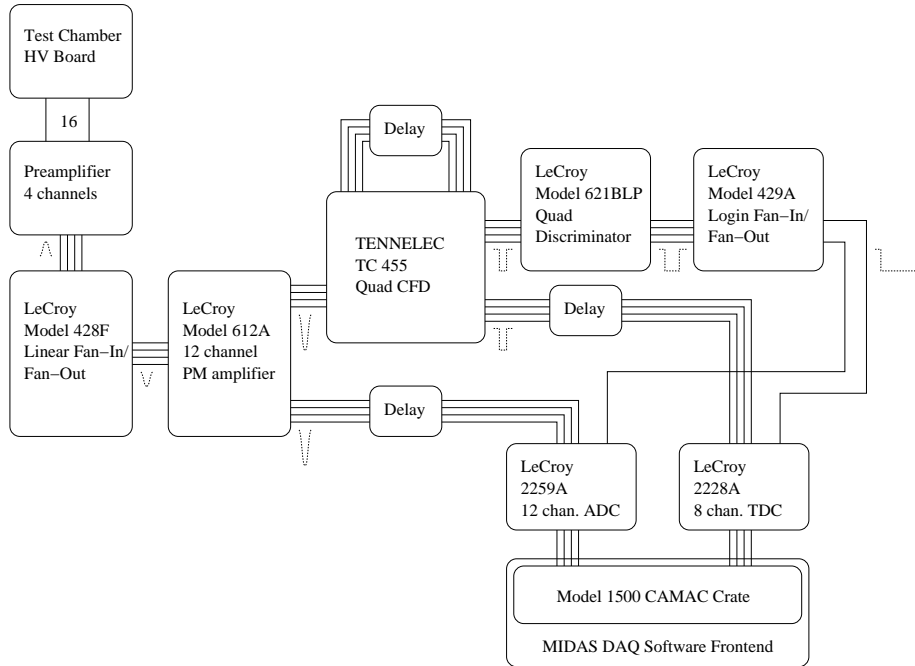 Test Chamber
HV Board
16
Preamplifier
4 channels
LeCroy
Model 428F
Linear Fan−In/
Fan−Out
LeCroy
Model 612A
12 channel
PM amplifier
Delay
TENNELEC
TC 455
Quad CFD
LeCroy
Model 621BLP
Quad
Discriminator
LeCroy
Model 429A
Login Fan−In/
Fan−Out
Delay
Delay
LeCroy
2259A
12 chan. ADC
LeCroy
2228A
8 chan. TDC
Model 1500 CAMAC Crate
MIDAS DAQ Software Frontend